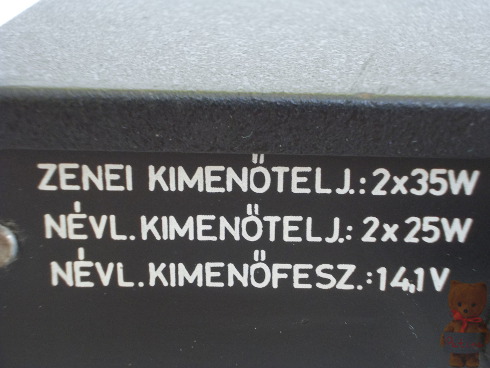 ZENEI KIMENŐTELJ.:2x35W
NÉVL.KIMENŐTELJ.: 2x25W
NÉVL.KIMENŐFESZ.:14,1V